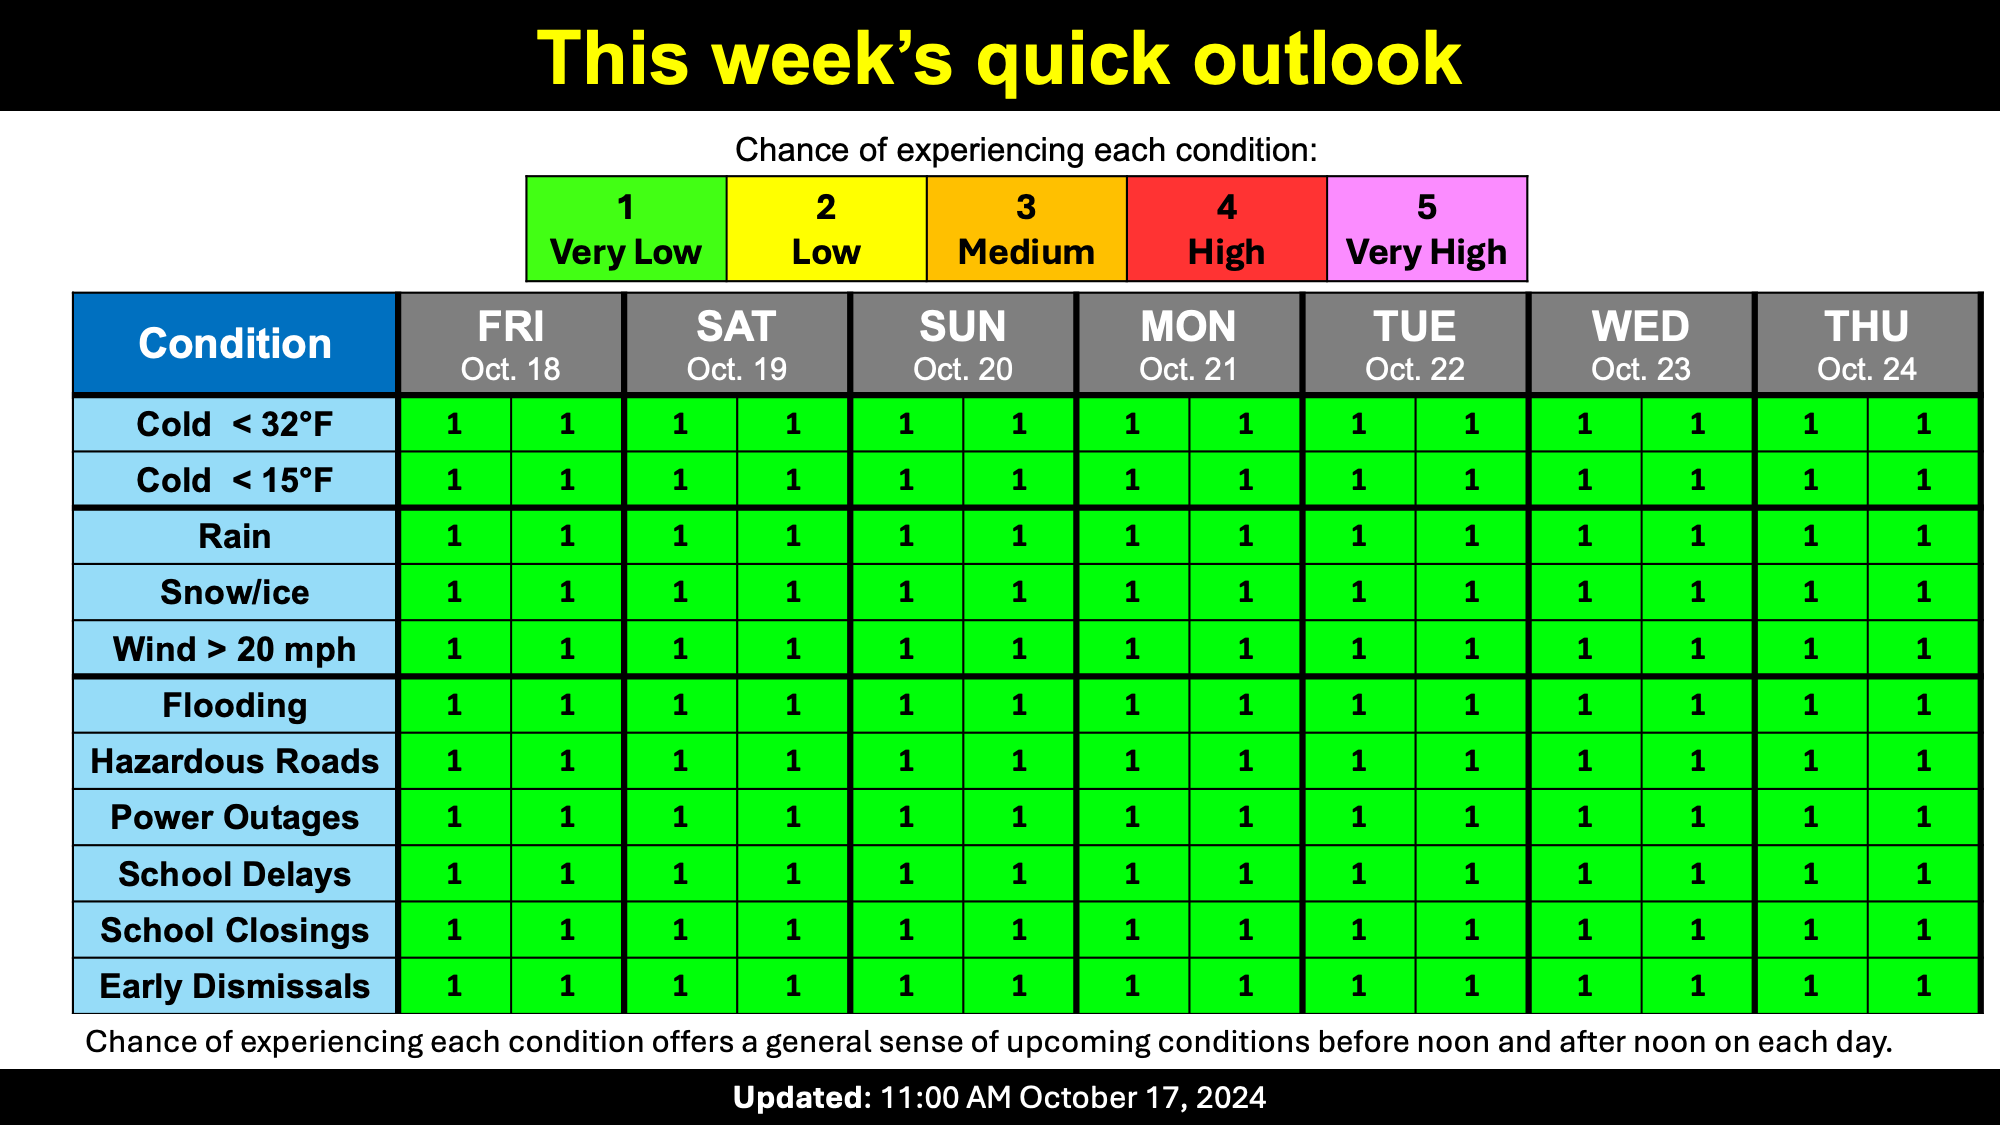 This week’s quick outlook
Chance of experiencing each condition:
1 2 3 4 5
Very Low Low Medium High Very High
Condition FRI SAT SUN MON TUE WED THU
Oct. 18 Oct. 19 Oct. 20 Oct. 21 Oct. 22 Oct. 23 Oct. 24
Cold < 32°F 1 1 1 1 1 1 1 1 1 1 1 1 1 1
Cold < 15°F 1 1 1 1 1 1 1 1 1 1 1 1 1 1
Rain 1 1 1 1 1 1 1 1 1 1 1 1 1 1
Snow/ice 1 1 1 1 1 1 1 1 1 1 1 1 1 1
Wind > 20 mph 1 1 1 1 1 1 1 1 1 1 1 1 1 1
Flooding 1 1 1 1 1 1 1 1 1 1 1 1 1 1
Hazardous Roads 1 1 1 1 1 1 1 1 1 1 1 1 1 1
Power Outages 1 1 1 1 1 1 1 1 1 1 1 1 1 1
School Delays 1 1 1 1 1 1 1 1 1 1 1 1 1 1
School Closings 1 1 1 1 1 1 1 1 1 1 1 1 1 1
Early Dismissals 1 1 1 1 1 1 1 1 1 1 1 1 1 1
Chance of experiencing each condition offers a general sense of upcoming conditions before noon and after noon on each day.
Updated: 11:00 AM October 17, 2024